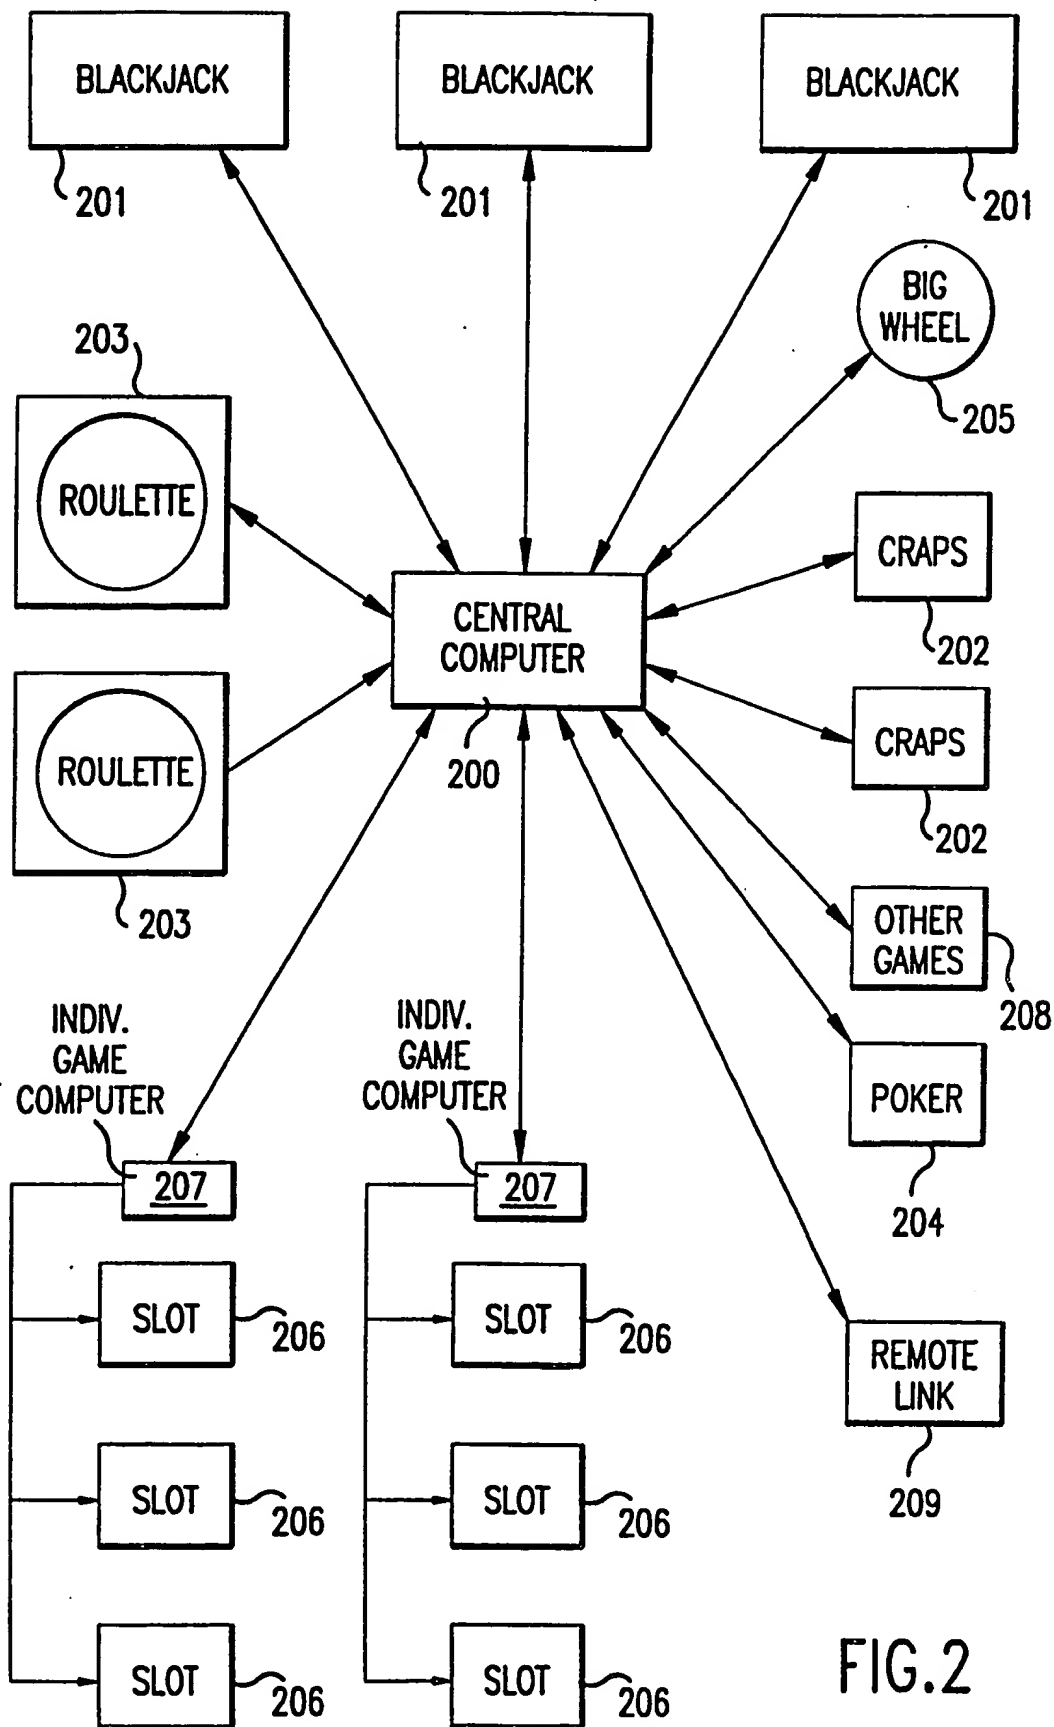 BLACKJACK
BLACKJACK
BLACKJACK
201
201
201
BIG
WHEEL
205
203
ROULETTE
CRAPS
202
CENTRAL
COMPUTER
200
ROULETTE
203
CRAPS
202
OTHER
GAMES
208
INDIV.
GAME
COMPUTER
207
INDIV.
GAME
COMPUTER
207
POKER
204
SLOT
206
SLOT
206
REMOTE
LINK
209
SLOT
206
SLOT
206
SLOT
206
SLOT
206
FIG.2